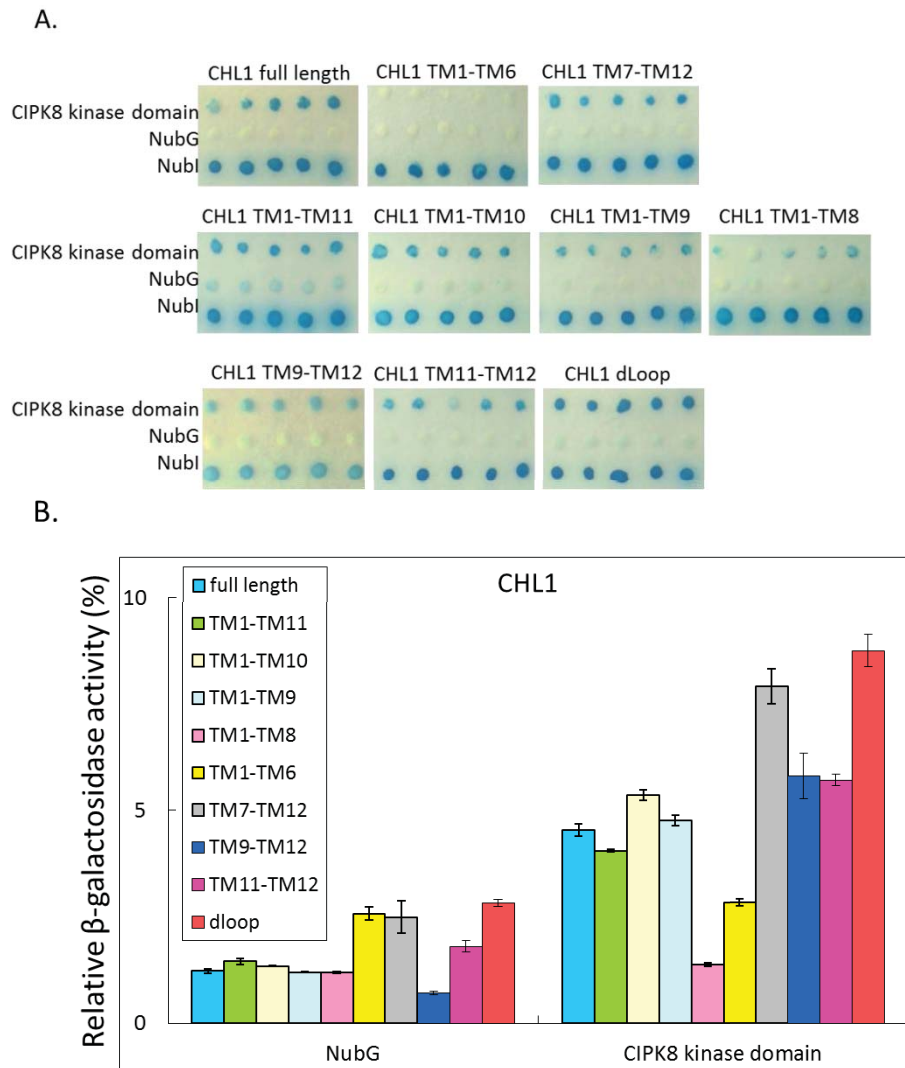 A.
CHL1 full length CHL1 TM1-TM6 CHL1 TM7-TM12
CIPK8 kinase domain
NubG
NubI
CHL1 TM1-TM11 CHL1 TM1-TM10 CHL1 TM1-TM9 CHL1 TM1-TM8
CIPK8 kinase domain
NubG
NubI
CHL1 TM9-TM12 CHL1 TM11-TM12 CHL1 dLoop
CIPK8 kinase domain
NubG
NubI
B.
CHL1
Relative β-galactosidase activity (%)
10
5
0
full length
TM1-TM11
TM1-TM10
TM1-TM9
TM1-TM8
TM1-TM6
TM7-TM12
TM9-TM12
TM11-TM12
dloop
NubG CIPK8 kinase domain